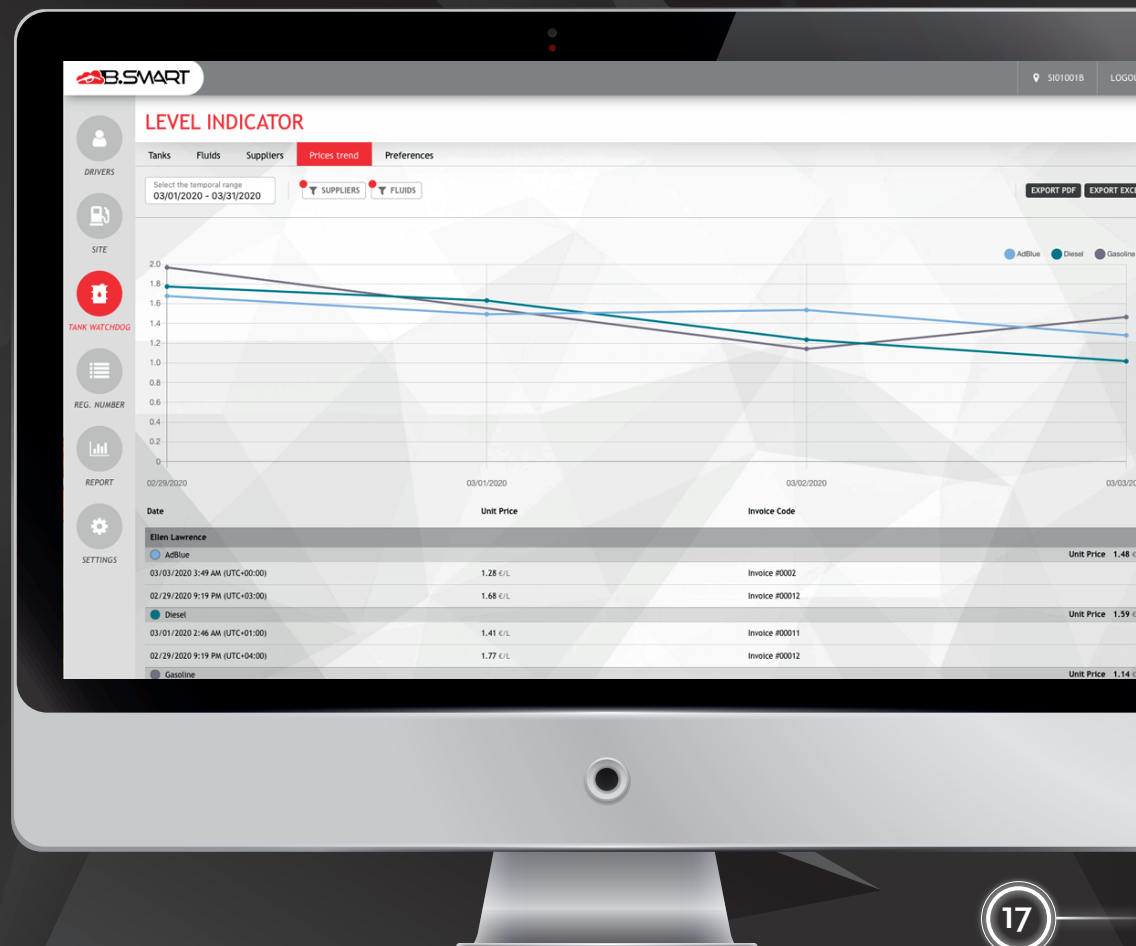 B.SMART
SI01001B
LEVEL INDICATOR
Tanks Fluids Suppliers Prices trend Preferences
DRIVERS
Select the temporal range
03/01/2020 - 03/31/2020
SUPPLIERS FLUIDS
EXPORT PDF EXPORT
SITE
AdBlue Diesel Gasoline
2.0
1.8
1.6
TANK WATCHDOG
1.4
1.2
1.0
0.8
0.6
REG. NUMBER
0.4
0.2
0
REPORT
02/29/2020 03/01/2020 03/02/2020
Date Unit Price Invoice Code
Ellen Lawrence
AdBlue Unit Price 1.48
SETTINGS
03/03/2020 3:49 AM (UTC+00:00) 1.28 €/L Invoice #0002
02/29/2020 9:19 PM (UTC+03:00) 1.68 €/L Invoice #00012
Diesel Unit Price 1.59
03/01/2020 2:46 AM (UTC+01:00) 1.41 €/L Invoice #00011
02/29/2020 9:19 PM (UTC+04:00) 1.77 €/L Invoice #00012
Gasoline Unit Price 1.14
17